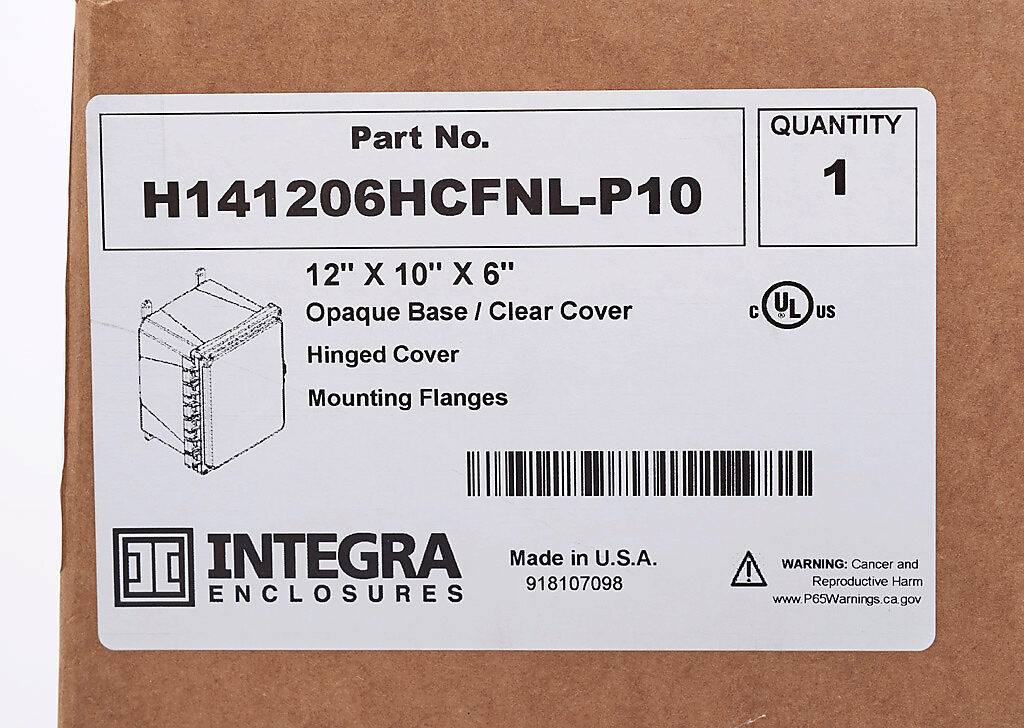 Part No.
H141206HCFNL-P10
QUANTITY
1
12" X 10" X 6"
Opaque Base / Clear Cover
Hinged Cover
Mounting Flanges
C UL ® US
INTEGRA
ENCLOSURES
Made in U.S.A.
918107098
WARNING: Cancer and
Reproductive Harm
www.P65Warnings.ca.gov